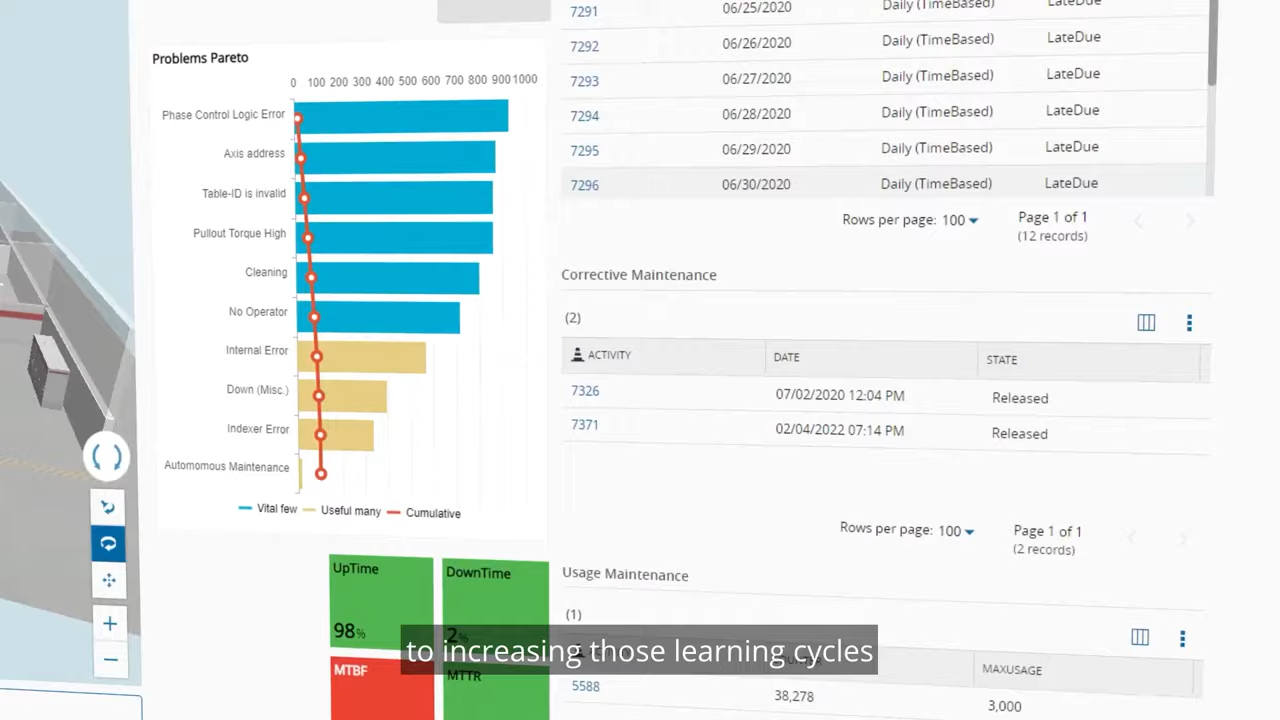 Problems Pareto
0 100 200 300 400 500 600 700 800 900 1000
Phase Control Logic Error
Axis address
Table-ID is invalid
Pullout Torque High
Cleaning
No Operator
Internal Error
Down (Misc.)
Indexer Error
Automomous Maintenance
Vital few Useful many Cumulative
UpTime
98%
DownTime
2%
MTBF
MTTR
7291 06/25/2020 Daily (TimeBased) LateDue
7292 06/26/2020 Daily (TimeBased) LateDue
7293 06/27/2020 Daily (TimeBased) LateDue
7294 06/28/2020 Daily (TimeBased) LateDue
7295 06/29/2020 Daily (TimeBased) LateDue
7296 06/30/2020 Daily (TimeBased) LateDue
Rows per page: 100 Page 1 of 1
(12 records)
Corrective Maintenance
(2)
ACTIVITY DATE STATE
7326 07/02/2020 12:04 PM Released
7371 02/04/2022 07:14 PM Released
Rows per page: 100 Page 1 of 1
(2 records)
Usage Maintenance
(1)
MAXUSAGE
5588 38,278 3,000
to increasing those learning cycles